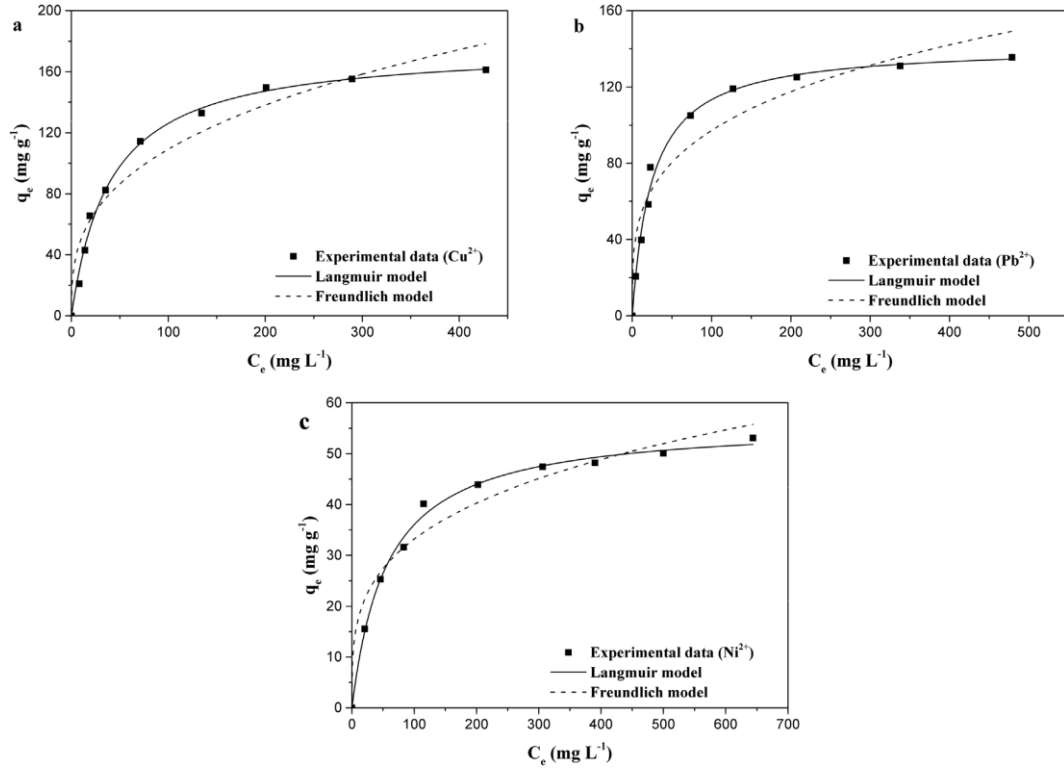 a
200
160
120
80
40
0
qₑ (mg g⁻¹)
Experimental data (Cu²⁺)
Langmuir model
Freundlich model
0 100 200 300 400
Cₑ (mg L⁻¹)
b
160
120
80
40
0
qₑ (mg g⁻¹)
Experimental data (Pb²⁺)
Langmuir model
Freundlich model
0 100 200 300 400 500
Cₑ (mg L⁻¹)
c
60
50
40
30
20
10
0
qₑ (mg g⁻¹)
Experimental data (Ni²⁺)
Langmuir model
Freundlich model
0 100 200 300 400 500 600 700
Cₑ (mg L⁻¹)